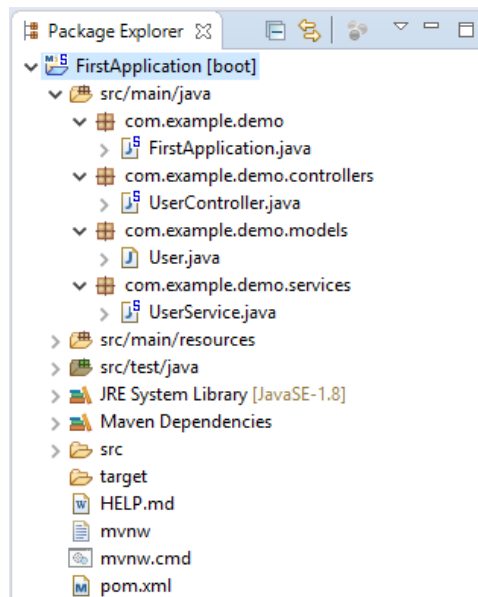 Package Explorer
FirstApplication [boot]
src/main/java
com.example.demo
FirstApplication.java
com.example.demo.controllers
UserController.java
com.example.demo.models
User.java
com.example.demo.services
UserService.java
src/main/resources
src/test/java
JRE System Library [JavaSE-1.8]
Maven Dependencies
src
target
HELP.md
mvnw
mvnw.cmd
pom.xml